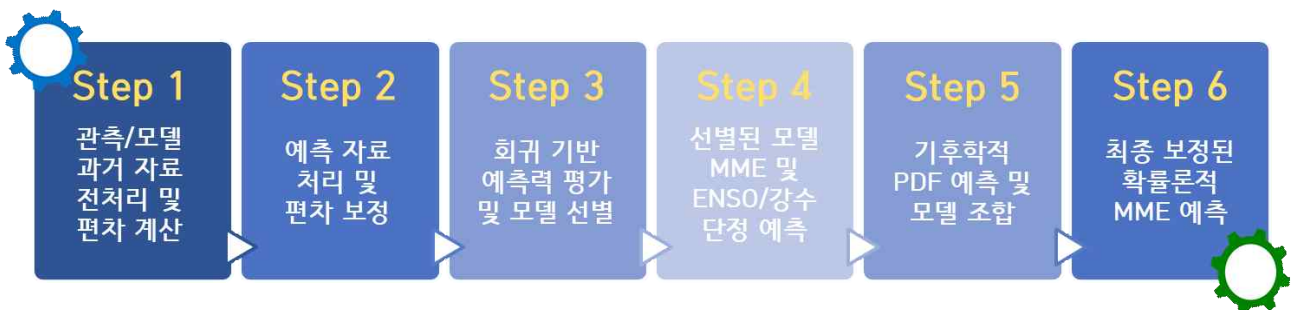 Step 1
관측/모델
과거 자료
전처리 및
편차 계산
Step 2
예측 자료
처리 및
편차 보정
Step 3
회귀 기반
예측력 평가
및 모델 선별
Step 4
선별된 모델
MME 및
ENSO/강수
단정 예측
Step 5
기후학적
PDF 예측 및
모델 조합
Step 6
최종 보정된
확률론적
MME 예측